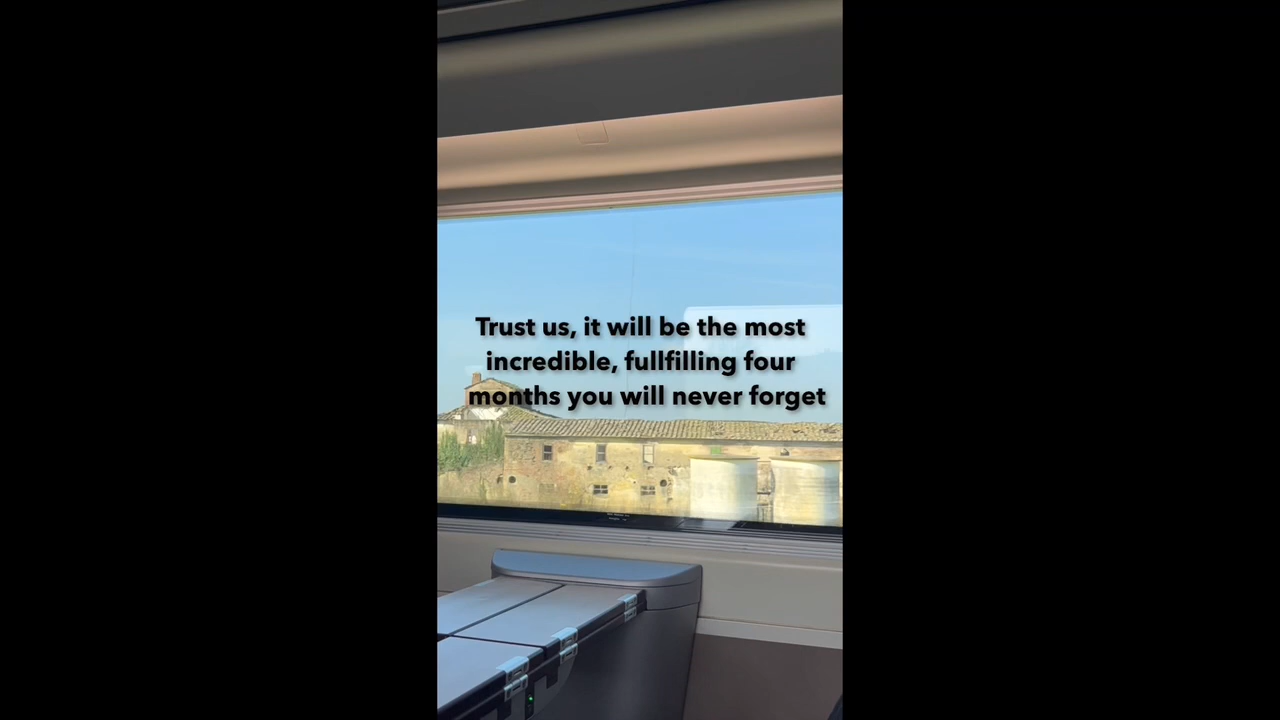 Trust us, it will be the most
incredible, fullfilling four
months you will never forget